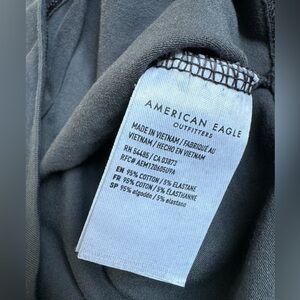 AMERICAN EAGLE
OUTFITTERS
MADE IN VIETNAM / FABRIQUÉ AU
VIETNAM / HECHO EN VIETNAM
RN 54485 / CA 03872
EN 95% COTTON / 5% ELASTANE
FR 95% COTON / 5% ÉLASTHANNE
SP 95% algodón / 5% elastano